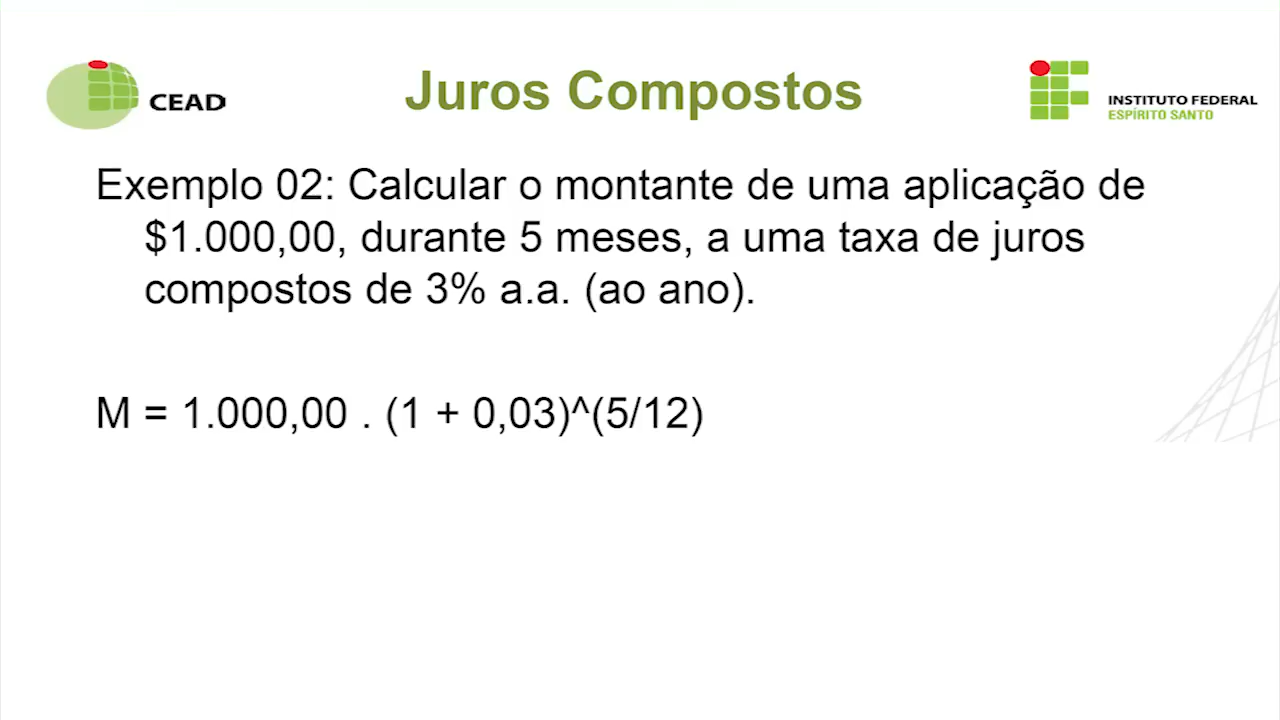 CEAD
Juros Compostos
INSTITUTO FEDERAL
ESPÍRITO SANTO
Exemplo 02: Calcular o montante de uma aplicação de
$1.000,00, durante 5 meses, a uma taxa de juros
compostos de 3% a.a. (ao ano).
M = 1.000,00 . (1 + 0,03)^(5/12)